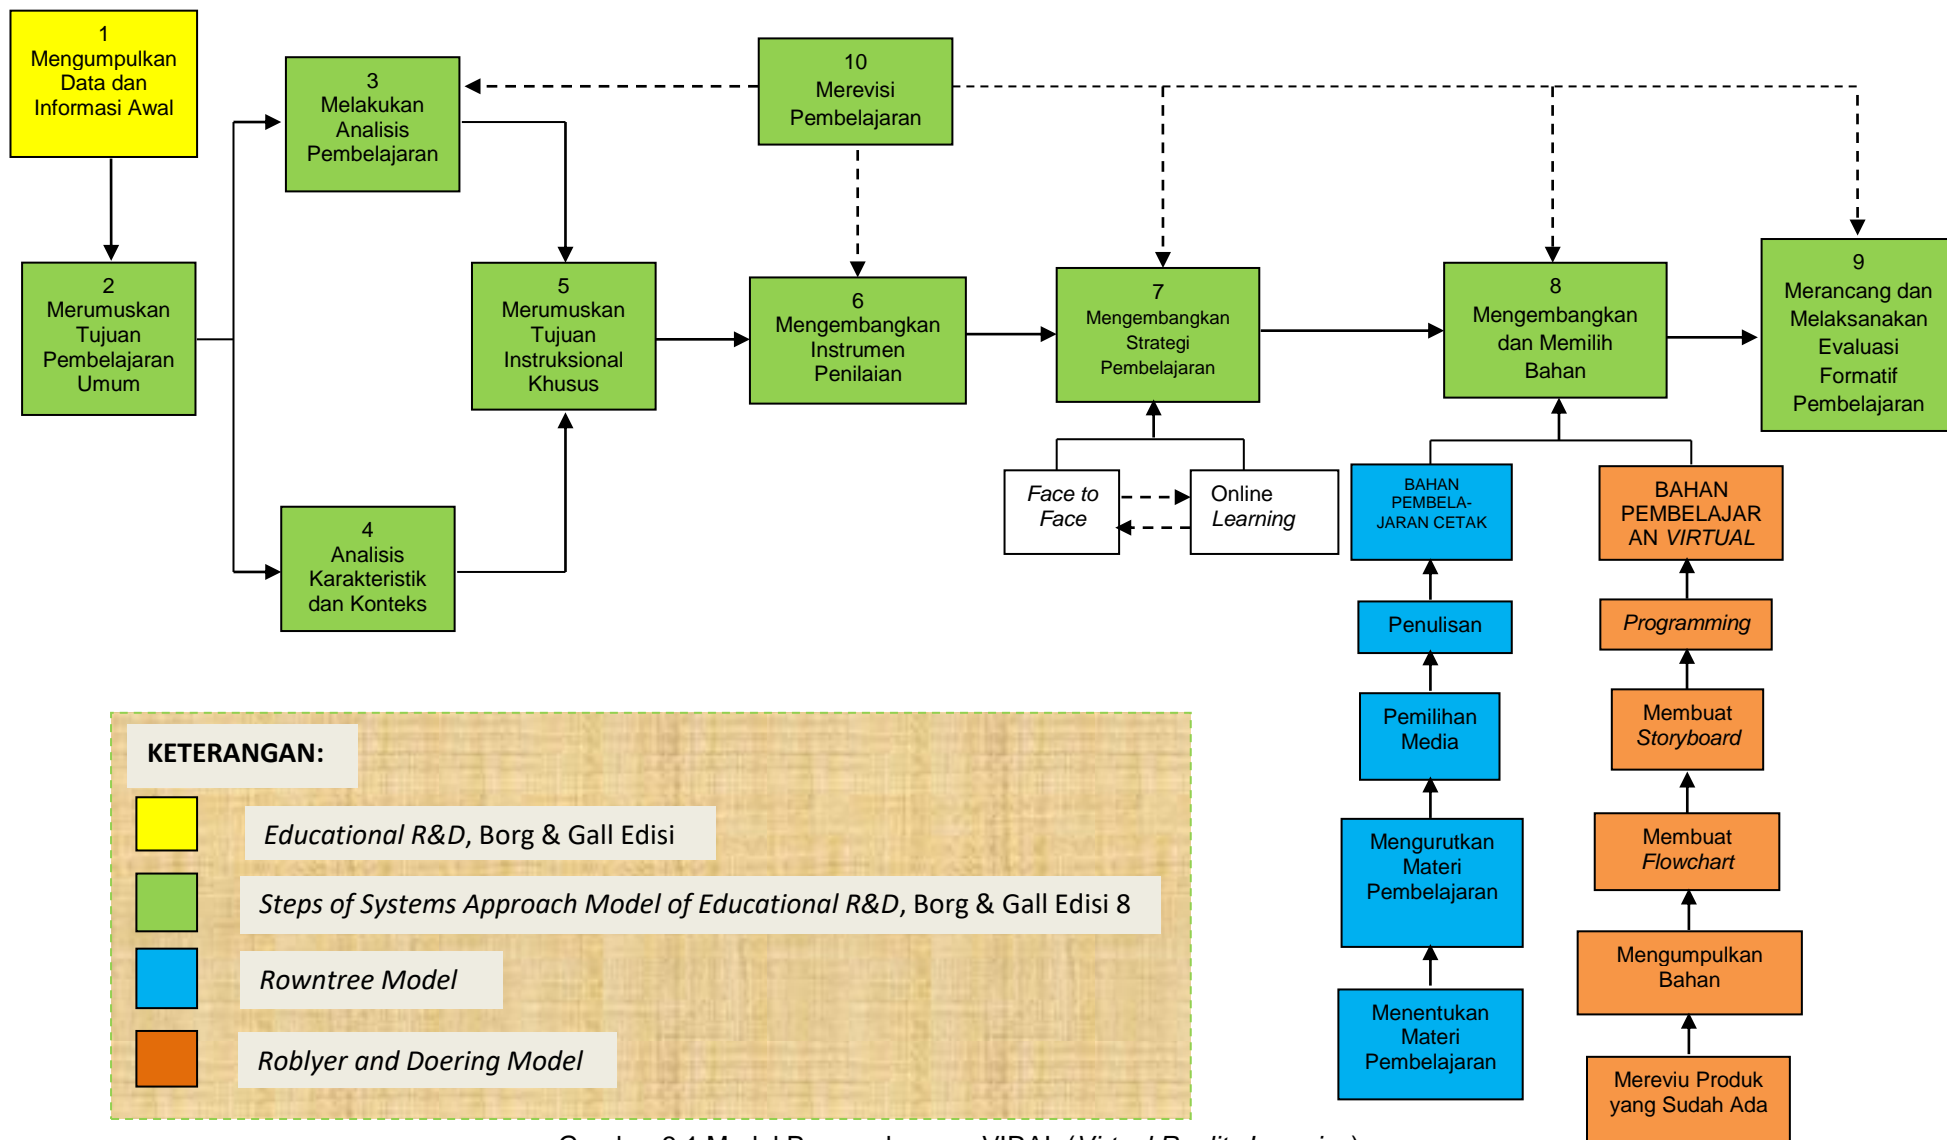 1
Mengumpulkan
Data dan
Informasi Awal
2
Merumuskan
Tujuan
Pembelajaran
Umum
3
Melakukan
Analisis
Pembelajaran
4
Analisis
Karakteristik
dan Konteks
5
Merumuskan
Tujuan
Instruksional
Khusus
10
Merevisi
Pembelajaran
6
Mengembangkan
Instrumen
Penilaian
7
Mengembangkan
Strategi
Pembelajaran
8
Mengembangkan
dan Memilih
Bahan
9
Merancang dan
Melaksanakan
Evaluasi
Formatif
Pembelajaran
Face to
Face
Online
Learning
BAHAN
PEMBELA-
JARAN CETAK
Penulisan
Pemilihan
Media
Mengurutkan
Materi
Pembelajaran
Menentukan
Materi
Pembelajaran
BAHAN
PEMBELAJAR
AN VIRTUAL
Programming
Membuat
Storyboard
Membuat
Flowchart
Mengumpulkan
Bahan
Mereviu Produk
yang Sudah Ada
KETERANGAN:
Educational R&D, Borg & Gall Edisi
Steps of Systems Approach Model of Educational R&D, Borg & Gall Edisi 8
Rowntree Model
Roblyer and Doering Model